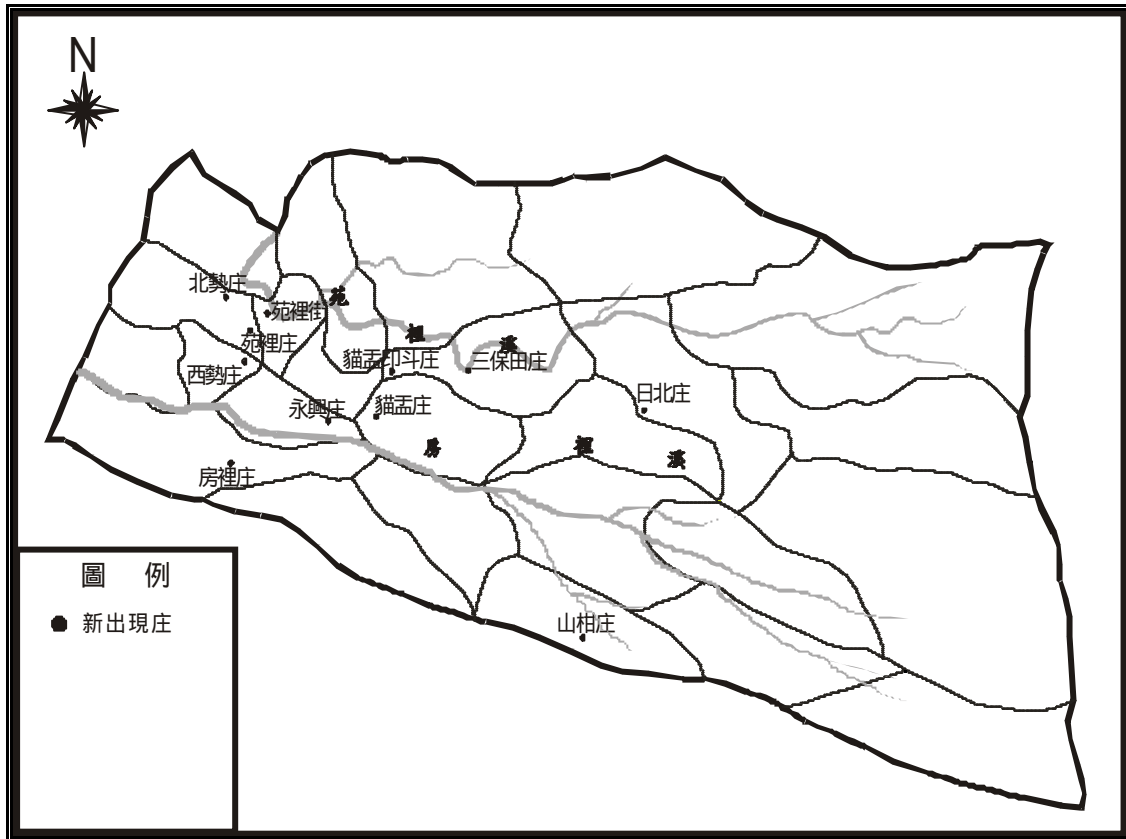 N
北勢庄
苑裡街
苑裡溪
苑裡庄
貓盂印斗庄
三保田庄
西勢庄
日北庄
永興庄
貓盂庄
房裡溪
房裡庄
山柑庄
圖 例
新出現庄